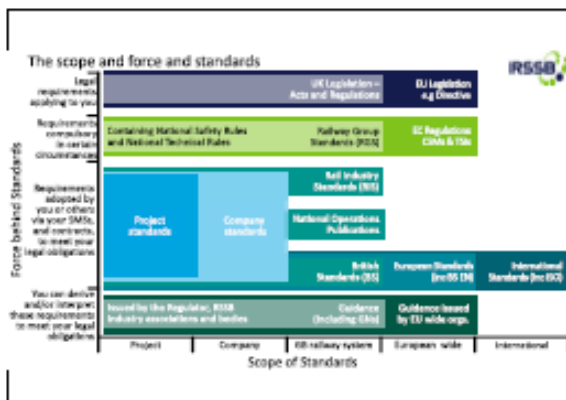 The scope and force and standards
RSSB
Legal
requirements
applying to you
UK Legislation –
Acts and Regulations
EU Legislation
e.g Directive
Requirements
compulsory
in certain
circumstances
Containing National Safety Rules
and National Technical Rules
Railway Group
Standards (RGS)
EC Regulations
CSMs & TSIs
Force behind Standards
Requirements
adopted by
you or others
via your SMSs,
and contracts,
to meet your
legal obligations
Project
standards
Company
standards
Rail Industry
Standards (RIS)
National Operations
Publications
British
Standards (BS)
European Standards
(inc BS EN)
International
Standards (inc ISO)
You can derive
and/or interpret
these requirements
to meet your legal
obligations
Issued by the Regulator, RSSB
Industry associations and bodies
Guidance
(including GNs)
Guidance issued
by EU wide orgs.
Project
Company
GB railway system
European wide
International
Scope of Standards